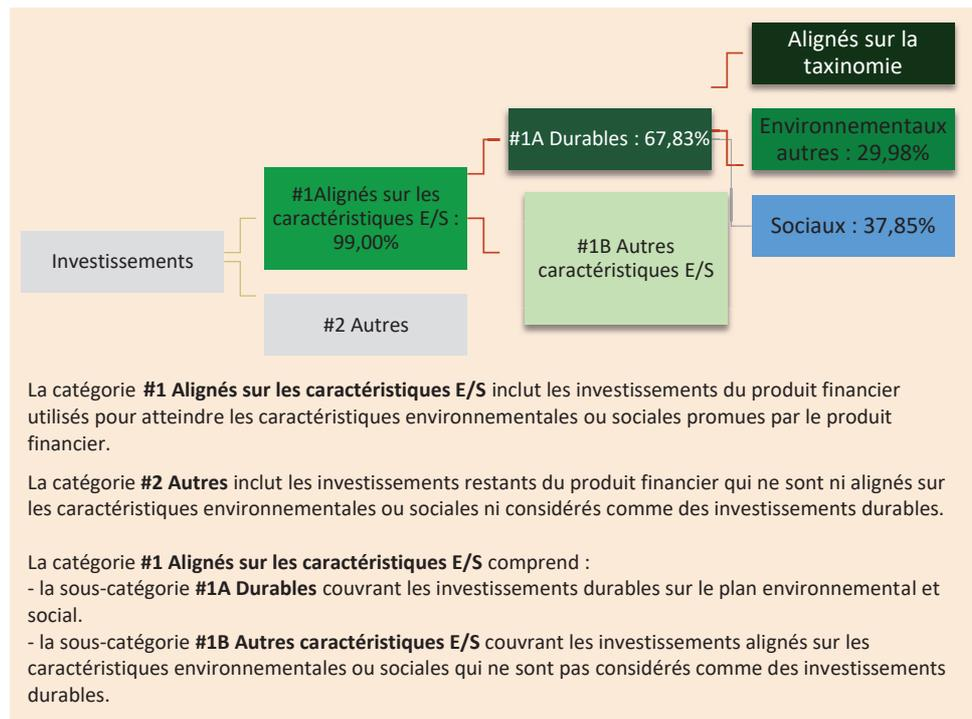 Alignés sur la
taxinomie
#1A Durables : 67,83%
Environnementaux
autres : 29,98%
#1Alignés sur les
caractéristiques E/S :
99,00%
Sociaux : 37,85%
#1B Autres
caractéristiques E/S
Investissements
#2 Autres
La catégorie #1 Alignés sur les caractéristiques E/S inclut les investissements du produit financier
utilisés pour atteindre les caractéristiques environnementales ou sociales promues par le produit
financier.
La catégorie #2 Autres inclut les investissements restants du produit financier qui ne sont ni alignés sur
les caractéristiques environnementales ou sociales ni considérés comme des investissements durables.
La catégorie #1 Alignés sur les caractéristiques E/S comprend :
- la sous-catégorie #1A Durables couvrant les investissements durables sur le plan environnemental et
social.
- la sous-catégorie #1B Autres caractéristiques E/S couvrant les investissements alignés sur les
caractéristiques environnementales ou sociales qui ne sont pas considérés comme des investissements
durables.